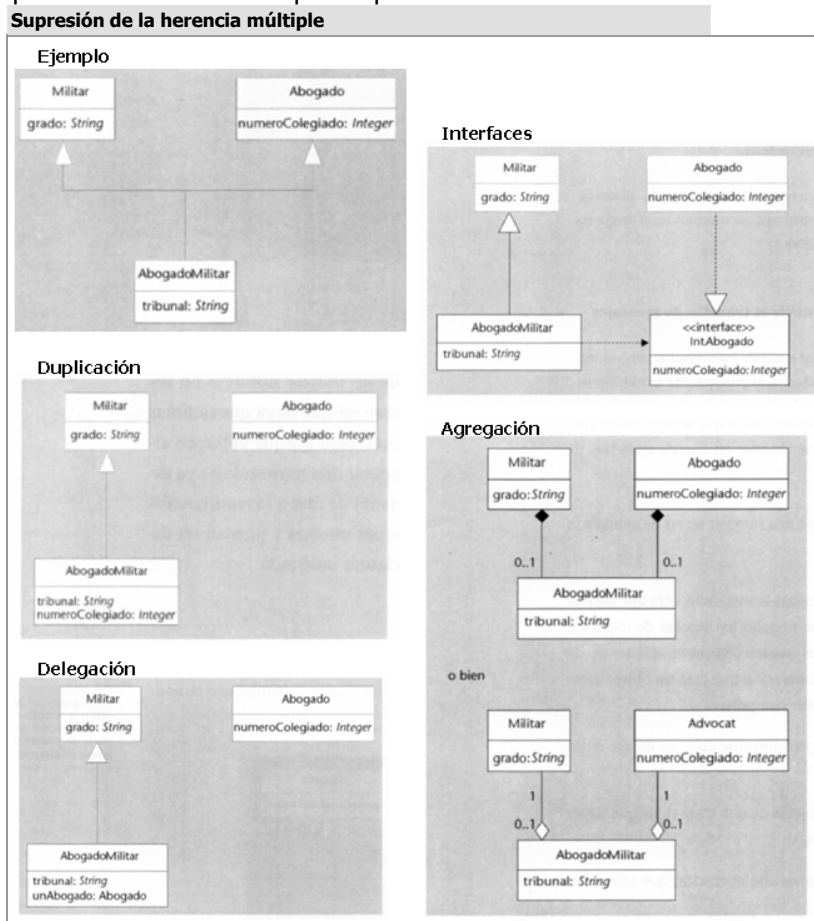 Supresión de la herencia múltiple
Ejemplo
Militar
grado: String
Abogado
numeroColegiado: Integer
AbogadoMilitar
tribunal: String
Duplicación
Militar
grado: String
Abogado
numeroColegiado: Integer
AbogadoMilitar
tribunal: String
numeroColegiado: Integer
Delegación
Militar
grado: String
Abogado
numeroColegiado: Integer
AbogadoMilitar
tribunal: String
unAbogado: Abogado
Interfaces
Militar
grado: String
Abogado
numeroColegiado: Integer
AbogadoMilitar
tribunal: String
<<interface>>
IntAbogado
numeroColegiado:Integer
Agregación
Militar
grado:String
Abogado
numeroColegiado: Integer
0..1
0..1
AbogadoMilitar
tribunal: String
o bien
Militar
grado:String
Advocat
numeroColegiado: Integer
1
1
0..1
0..1
AbogadoMilitar
tribunal: String